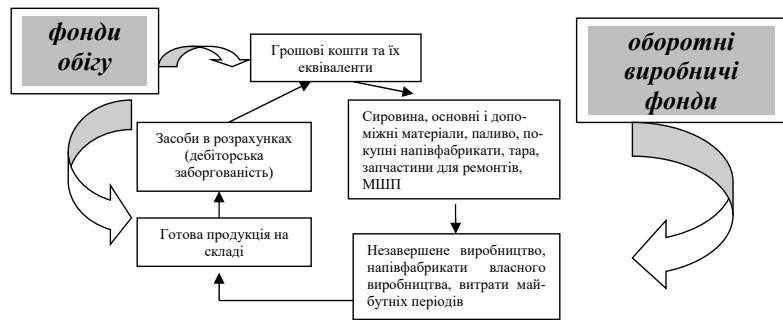 фонди
обігу
Грошові кошти та їх
еквіваленти
оборотні
виробничі
фонди
Засоби в розрахунках
(дебіторська
заборгованість)
Сировина, основні і допо-
міжні матеріали, паливо, по-
купні напівфабрикати, тара,
запчастини для ремонтів,
МШП
Готова продукція на
складі
Незавершене виробництво,
напівфабрикати власного
виробництва, витрати май-
бутніх періодів